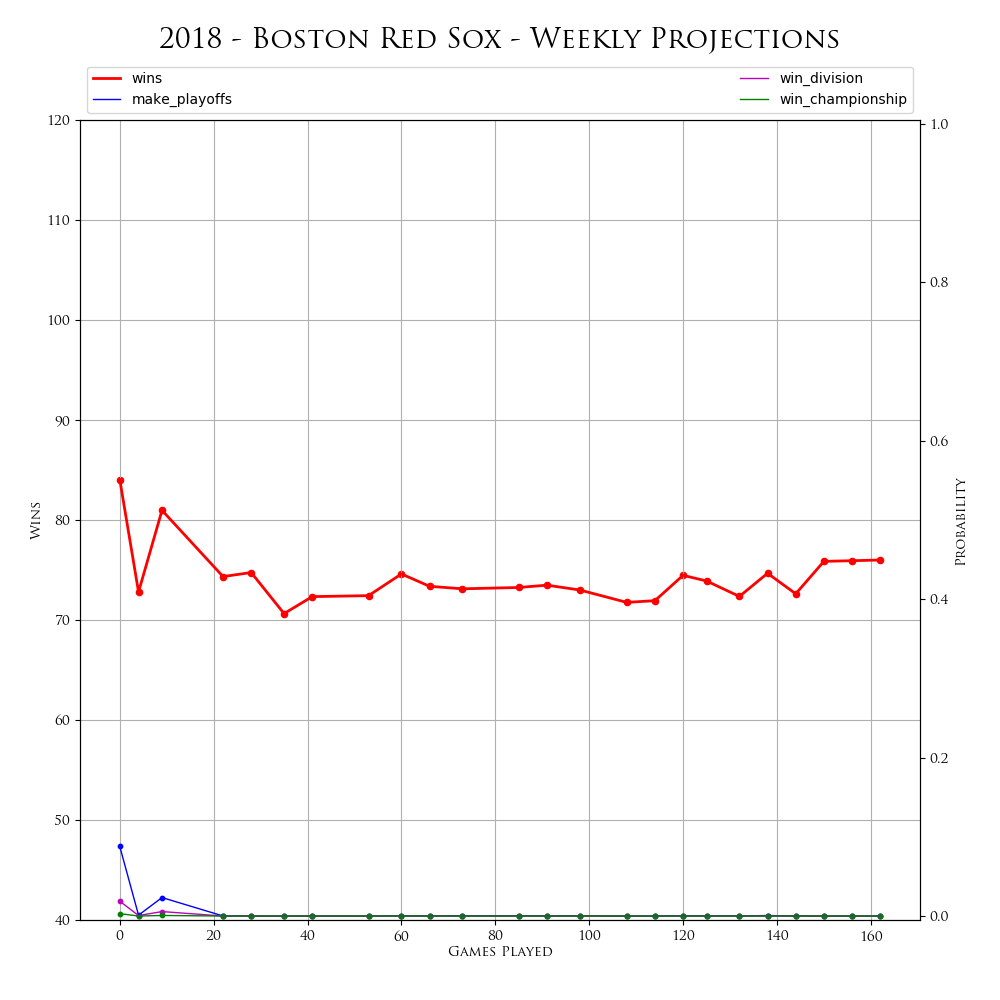 2018 - Boston Red Sox - Weekly Projections
wins
make_playoffs
win_division
win_championship
120
110
100
90
80
70
60
50
40
Wins
1.0
0.8
0.6
0.4
0.2
0.0
Probability
0 20 40 60 80 100 120 140 160
Games Played